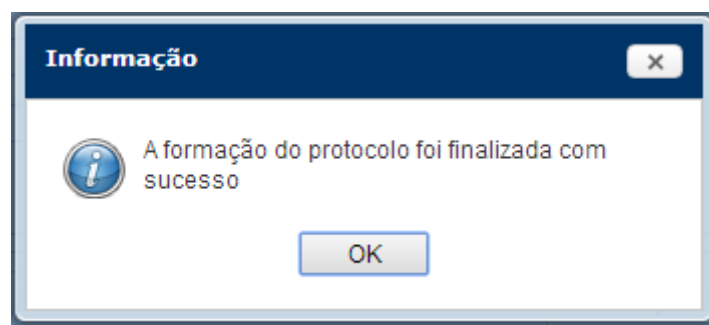 Informação
A formação do protocolo foi finalizada com
sucesso
OK